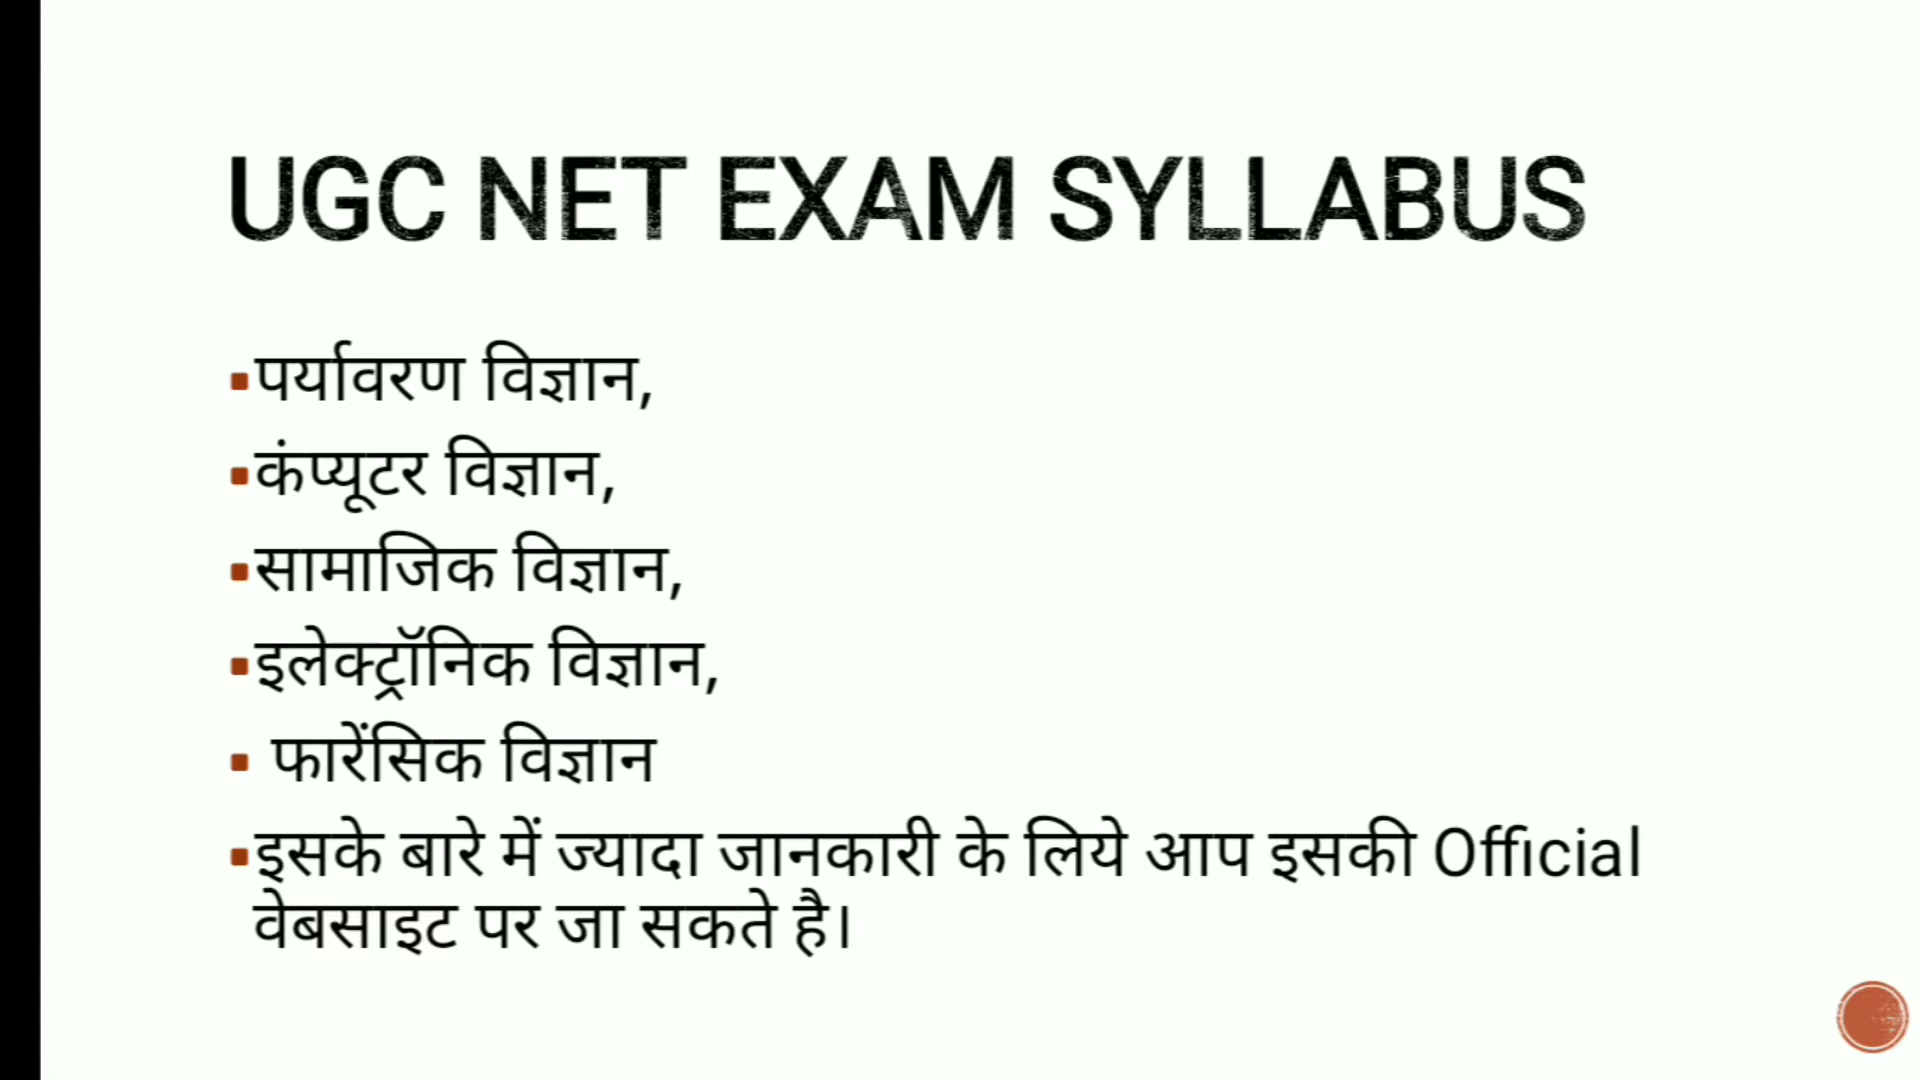 UGC NET EXAM SYLLABUS
▪पर्यावरण विज्ञान,
▪कंप्यूटर विज्ञान,
▪सामाजिक विज्ञान,
▪इलेक्ट्रॉनिक विज्ञान,
▪ फारेंसिक विज्ञान
▪इसके बारे में ज्यादा जानकारी के लिये आप इसकी Official
वेबसाइट पर जा सकते है।